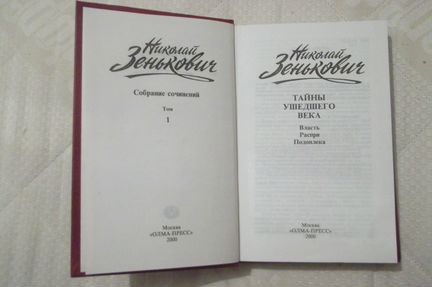 Николай
Зенькович
Собрание сочинений
Том
1
Москва
«ОЛМА-ПРЕСС»
2000
Николай
Зенькович
ТАЙНЫ
УШЕДШЕГО
ВЕКА
Власть
Распри
Подоплека
Москва
«ОЛМА-ПРЕСС»
2000